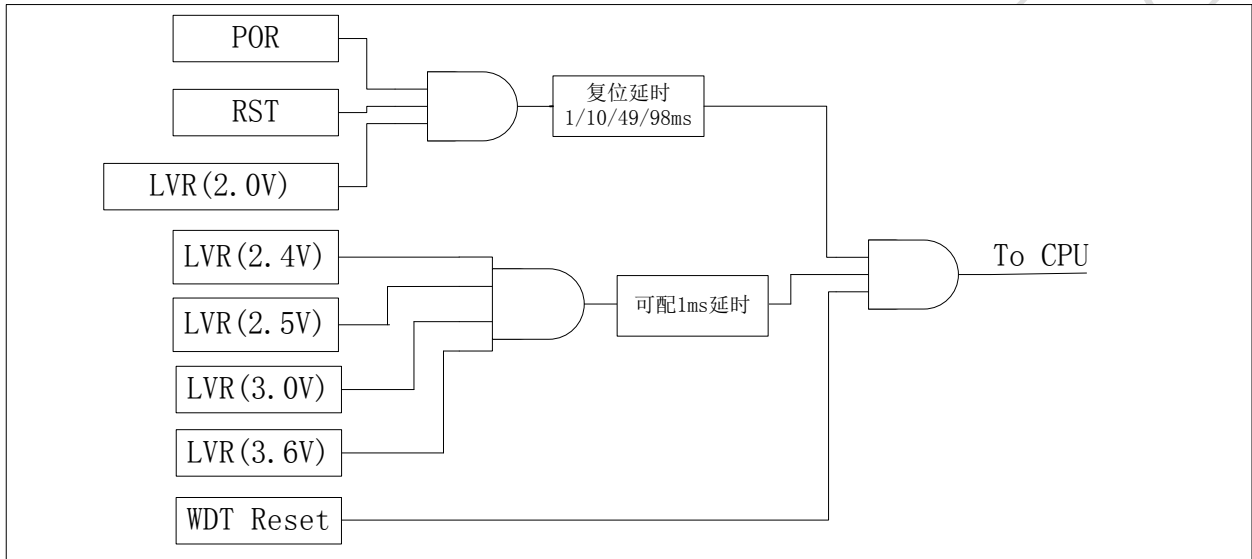 POR
RST
LVR(2.0V)
复位延时
1/10/49/98ms
LVR(2.4V)
LVR(2.5V)
LVR(3.0V)
LVR(3.6V)
可配1ms延时
WDT Reset
To CPU